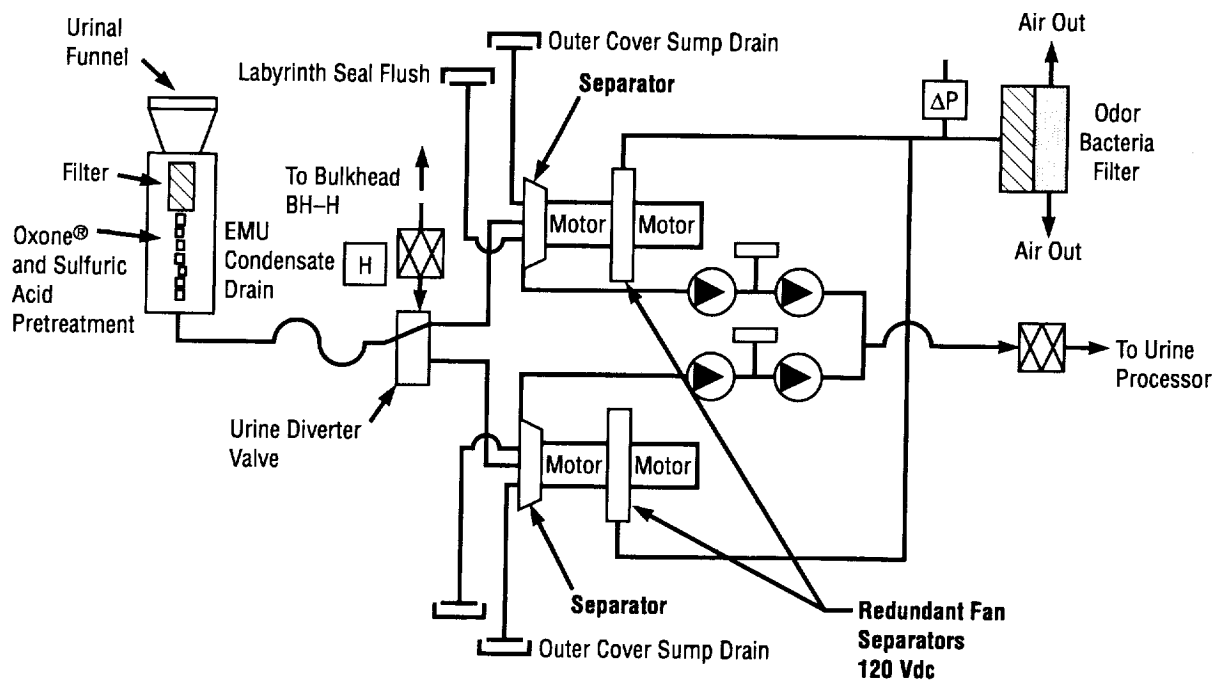 Urinal
Funnel
Outer Cover Sump Drain
Labyrinth Seal Flush
Separator
Air Out
ΔP
Odor
Bacteria
Filter
Air Out
Filter
To Bulkhead
BH–H
Motor
Motor
Oxone®
and Sulfuric
Acid
Pretreatment
EMU
Condensate
Drain
H
To Urine
Processor
Urine Diverter
Valve
Motor
Motor
Separator
Outer Cover Sump Drain
Redundant Fan
Separators
120 Vdc